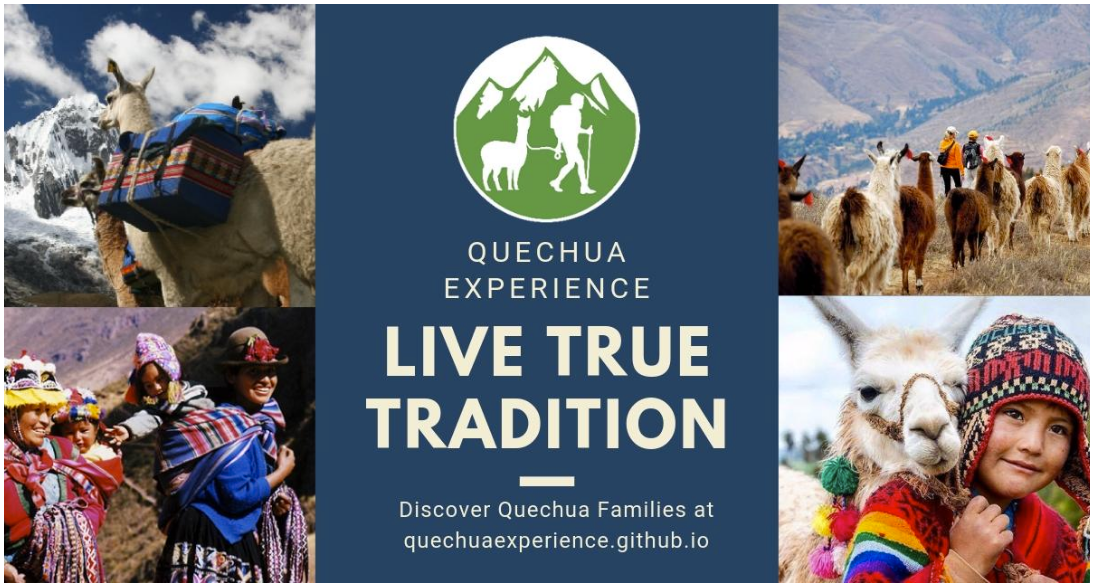 QUECHUA
EXPERIENCE
LIVE TRUE
TRADITION
Discover Quechua Families at
quechuaexperience.github.io